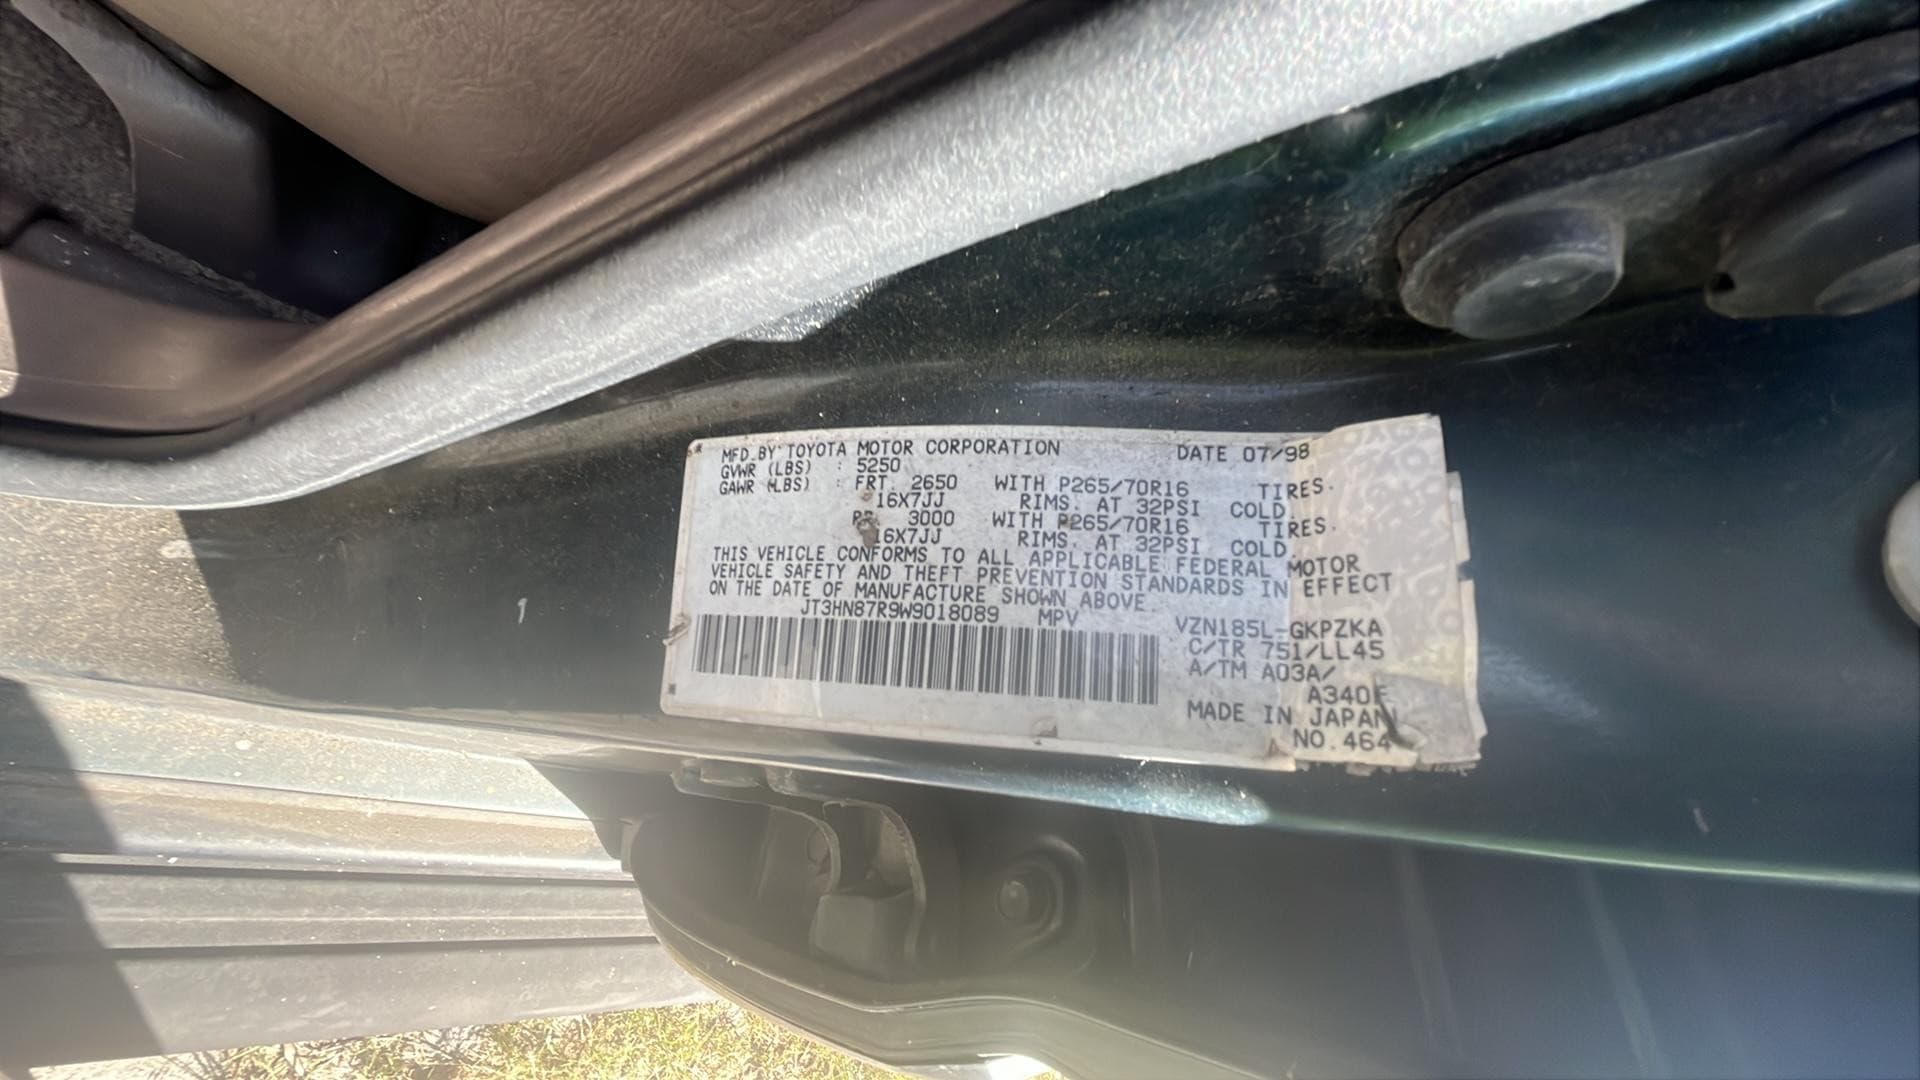 MFD.BY TOYOTA MOTOR CORPORATION DATE 07/98
GVWR (LBS) : 5250
GAWR (LBS) : FRT. 2650 WITH P265/70R16 TIRES.
16X7JJ RIMS. AT 32PSI COLD.
RR. 3000 WITH P265/70R16 TIRES.
16X7JJ RIMS. AT 32PSI COLD.
THIS VEHICLE CONFORMS TO ALL APPLICABLE FEDERAL MOTOR
VEHICLE SAFETY AND THEFT PREVENTION STANDARDS IN EFFECT
ON THE DATE OF MANUFACTURE SHOWN ABOVE
JT3HN87R9W9018089 MPV
VZN185L-GKPZKA
C/TR 751/LL45
A/TM A03A/
A340F
MADE IN JAPAN
NO.464